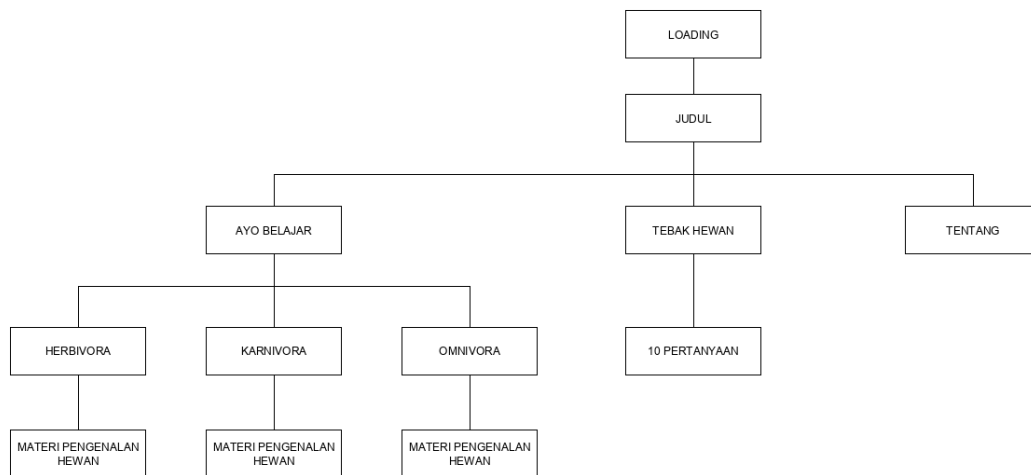 LOADING
JUDUL
AYO BELAJAR
TEBAK HEWAN
TENTANG
HERBIVORA
KARNIVORA
OMNIVORA
10 PERTANYAAN
MATERI PENGENALAN
HEWAN
MATERI PENGENALAN
HEWAN
MATERI PENGENALAN
HEWAN